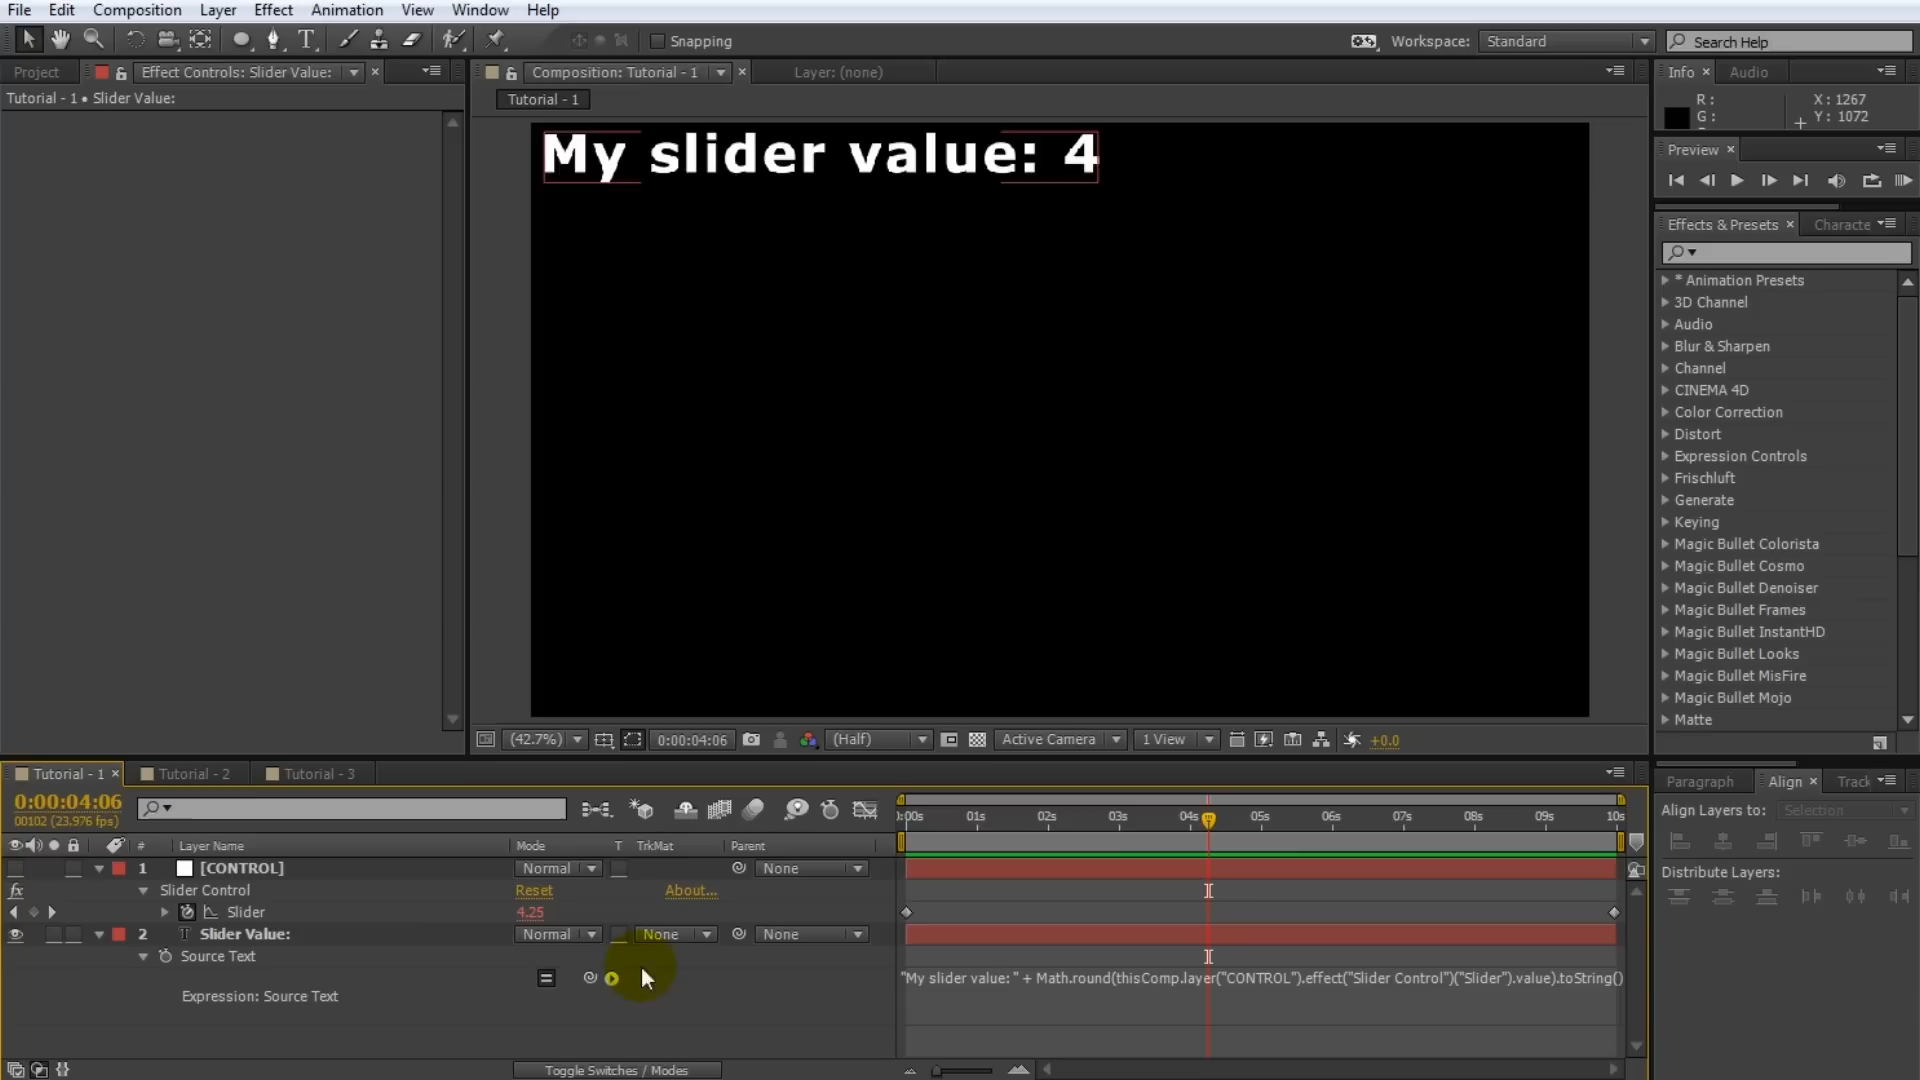 File Edit Composition Layer Effect Animation View Window Help
Snapping Workspace: Standard Search Help
Project Effect Controls: Slider Value: Composition: Tutorial - 1 Layer: (none) Info Audio
Tutorial - 1 • Slider Value:
Tutorial - 1
R: X: 1267
G: Y: 1072
My slider value: 4
Preview
Effects & Presets Characte
* Animation Presets
3D Channel
Audio
Blur & Sharpen
Channel
CINEMA 4D
Color Correction
Distort
Expression Controls
Frischluft
Generate
Keying
Magic Bullet Colorista
Magic Bullet Cosmo
Magic Bullet Denoiser
Magic Bullet Frames
Magic Bullet InstantHD
Magic Bullet Looks
Magic Bullet MisFire
Magic Bullet Mojo
Matte
(42.7%) 0:00:04:06 (Half) Active Camera 1 View +0.0
Tutorial - 1 Tutorial - 2 Tutorial - 3
Paragraph Align Track
0:00:04:06
00102 (23.976 fps)
:00s 01s 02s 03s 04s 05s 06s 07s 08s 09s 10s
Align Layers to: Selection
Distribute Layers:
# Layer Name Mode T TrkMat Parent
1 [CONTROL] Normal None
fx Slider Control Reset About...
Slider 4.25
2 T Slider Value: Normal None None
Source Text
"My slider value: " + Math.round(thisComp.layer("CONTROL").effect("Slider Control")("Slider").value).toString()
Expression: Source Text
Toggle Switches / Modes